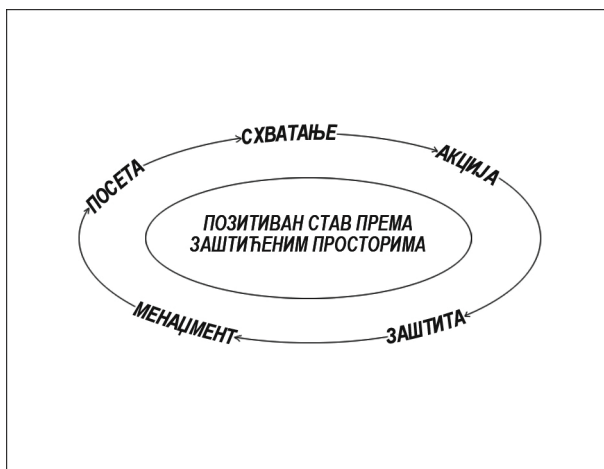 СХВАТАЊЕ
АКЦИЈА
ПОСЕТА
ПОЗИТИВАН СТАВ ПРЕМА
ЗАШТИЋЕНИМ ПРОСТОРИМА
МЕНАЏМЕНТ
ЗАШТИТА